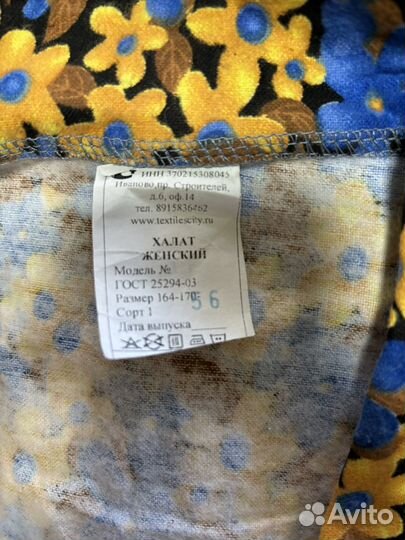 ИНН 370215308045
Иваново,пр. Строителей,
д.6, оф.14
тел. 8915836462
www.textilescity.ru
ХАЛАТ
ЖЕНСКИЙ
Модель №
ГОСТ 25294-03
Размер 164-170 56
Сорт 1
Дата выпуска
Avito